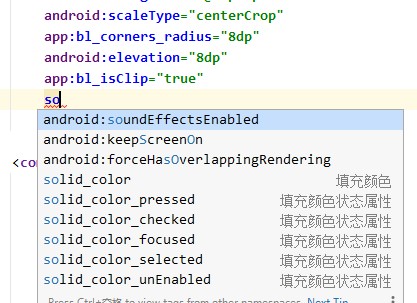 android:scaleType="centerCrop"
app:bl_corners_radius="8dp"
android:elevation="8dp"
app:bl_isClip="true"
so
android:soundEffectsEnabled
android:keepScreenOn
android:forceHasOverlappingRendering
<con
solid_color 填充颜色
solid_color_pressed 填充颜色状态属性
solid_color_checked 填充颜色状态属性
solid_color_focused 填充颜色状态属性
solid_color_selected 填充颜色状态属性
solid_color_unEnabled 填充颜色状态属性
Press Ctrl+空格 to view tags from other namespaces Next Tip